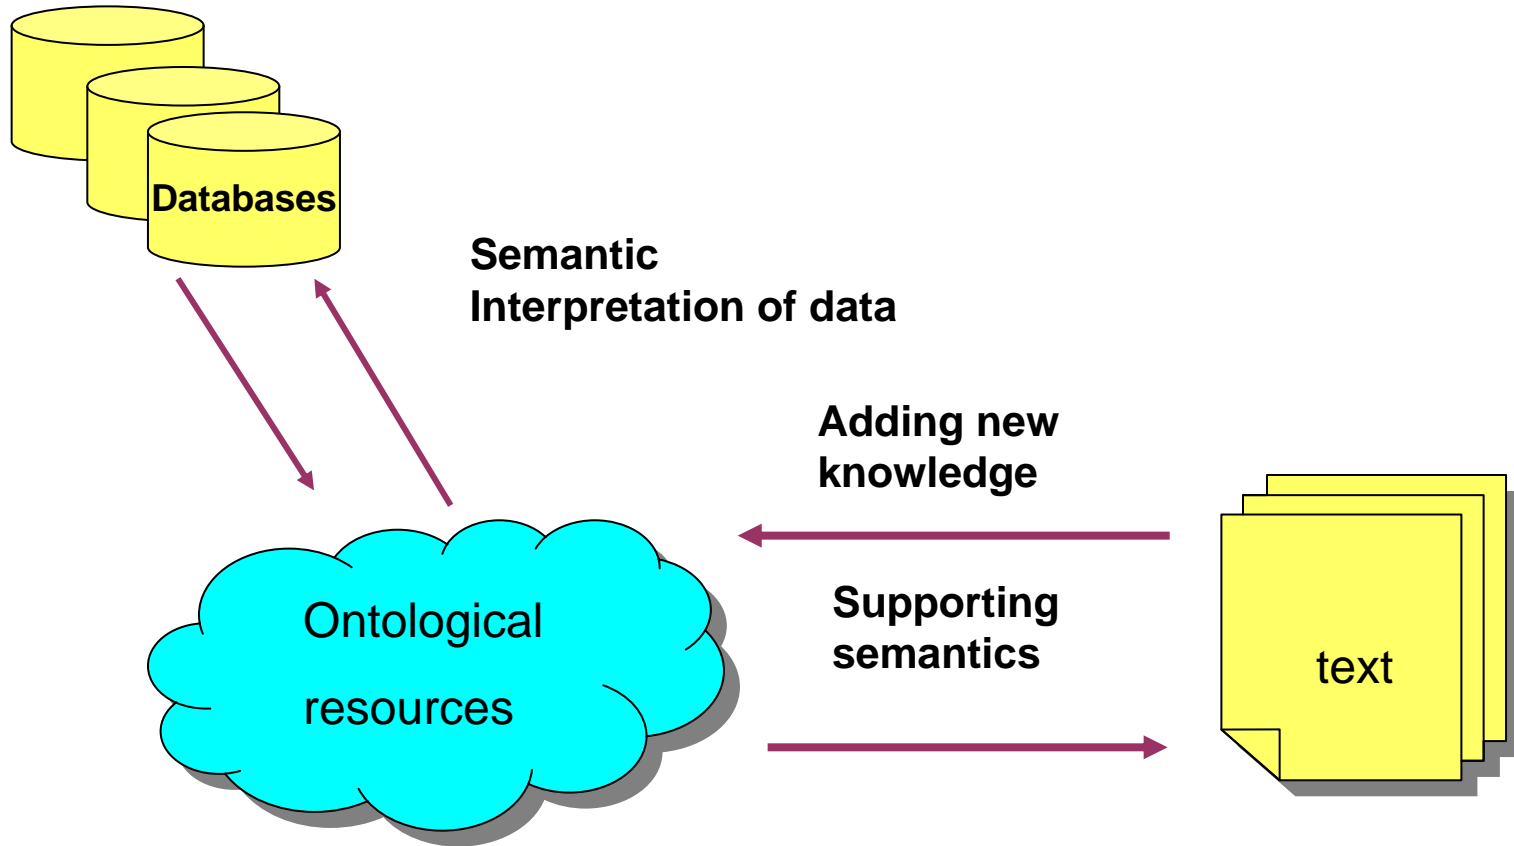 Databases
Semantic
Interpretation of data
Adding new
knowledge
Supporting
semantics
Ontological
resources
text